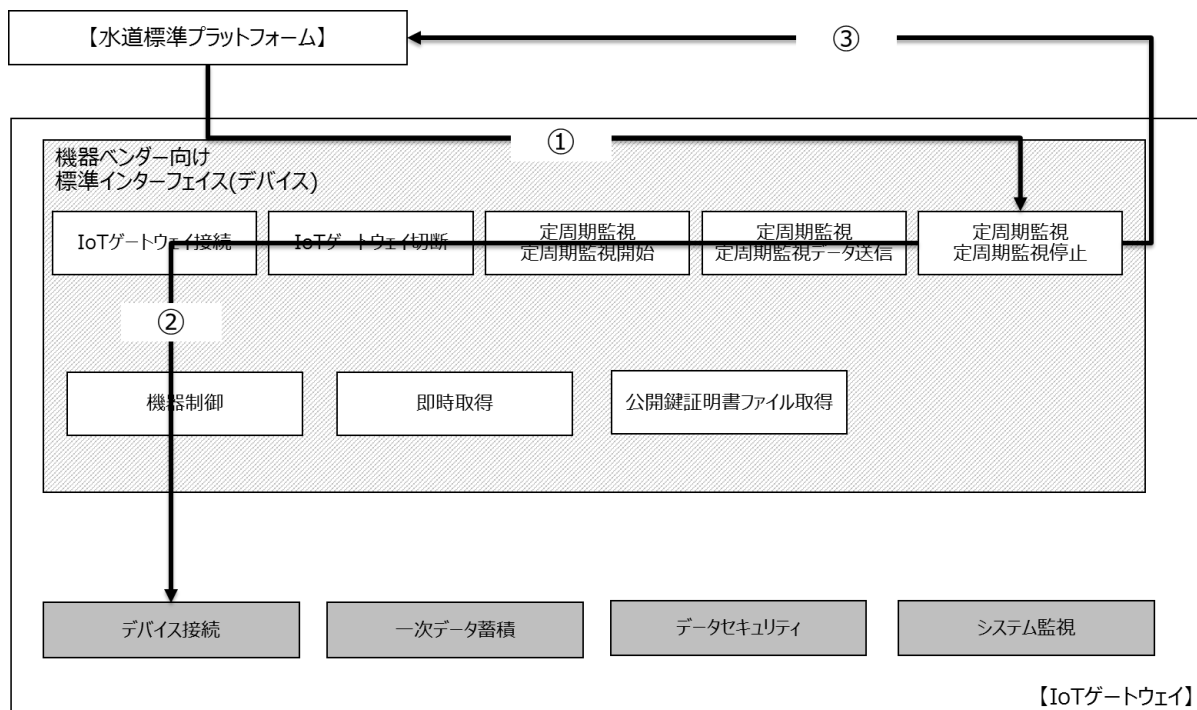 【水道標準プラットフォーム】
③
①
機器ベンダー向け
標準インターフェイス(デバイス)
IoTゲートウェイ接続
IoTゲートウェイ切断
定周期監視
定周期監視開始
定周期監視
定周期監視データ送信
定周期監視
定周期監視停止
②
機器制御
即時取得
公開鍵証明書ファイル取得
デバイス接続
一次データ蓄積
データセキュリティ
システム監視
【IoTゲートウェイ】